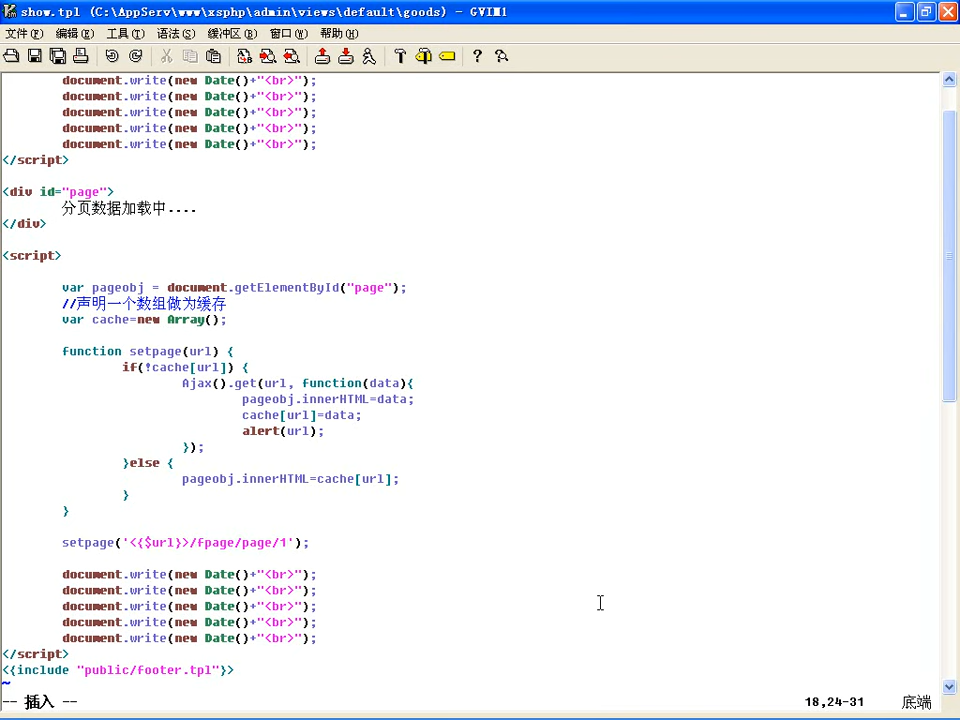 show.tpl (C:\AppServ\www\xsphp\admin\views\default\goods) - GVIM1
文件(F) 编辑(E) 工具(T) 语法(S) 缓冲区(B) 窗口(W) 帮助(H)
document.write(new Date()+"<br>");
document.write(new Date()+"<br>");
document.write(new Date()+"<br>");
document.write(new Date()+"<br>");
document.write(new Date()+"<br>");
</script>
<div id="page">
分页数据加载中....
</div>
<script>
var pageobj = document.getElementById("page");
//声明一个数组做为缓存
var cache=new Array();
function setpage(url) {
if(!cache[url]) {
Ajax().get(url, function(data){
pageobj.innerHTML=data;
cache[url]=data;
alert(url);
});
}else {
pageobj.innerHTML=cache[url];
}
}
setpage('<{$url}>/fpage/page/1');
document.write(new Date()+"<br>");
document.write(new Date()+"<br>");
document.write(new Date()+"<br>");
document.write(new Date()+"<br>");
document.write(new Date()+"<br>");
</script>
<{include "public/footer.tpl"}>
~
-- 插入 -- 18,24-31 底端